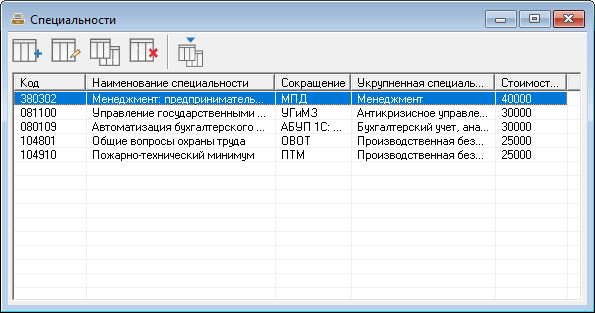 Специальности
Код Наименование специальности Сокращение Укрупненная специаль... Стоимост...
380302 Менеджмент: предприниматель... МПД Менеджмент 40000
081100 Управление государственными ... УГиМЗ Антикризисное управле... 30000
080109 Автоматизация бухгалтерского ... АБУП 1С: ... Бухгалтерский учет, ана... 30000
104801 Общие вопросы охраны труда ОВОТ Производственная без... 25000
104910 Пожарно-технический минимум ПТМ Производственная без... 25000